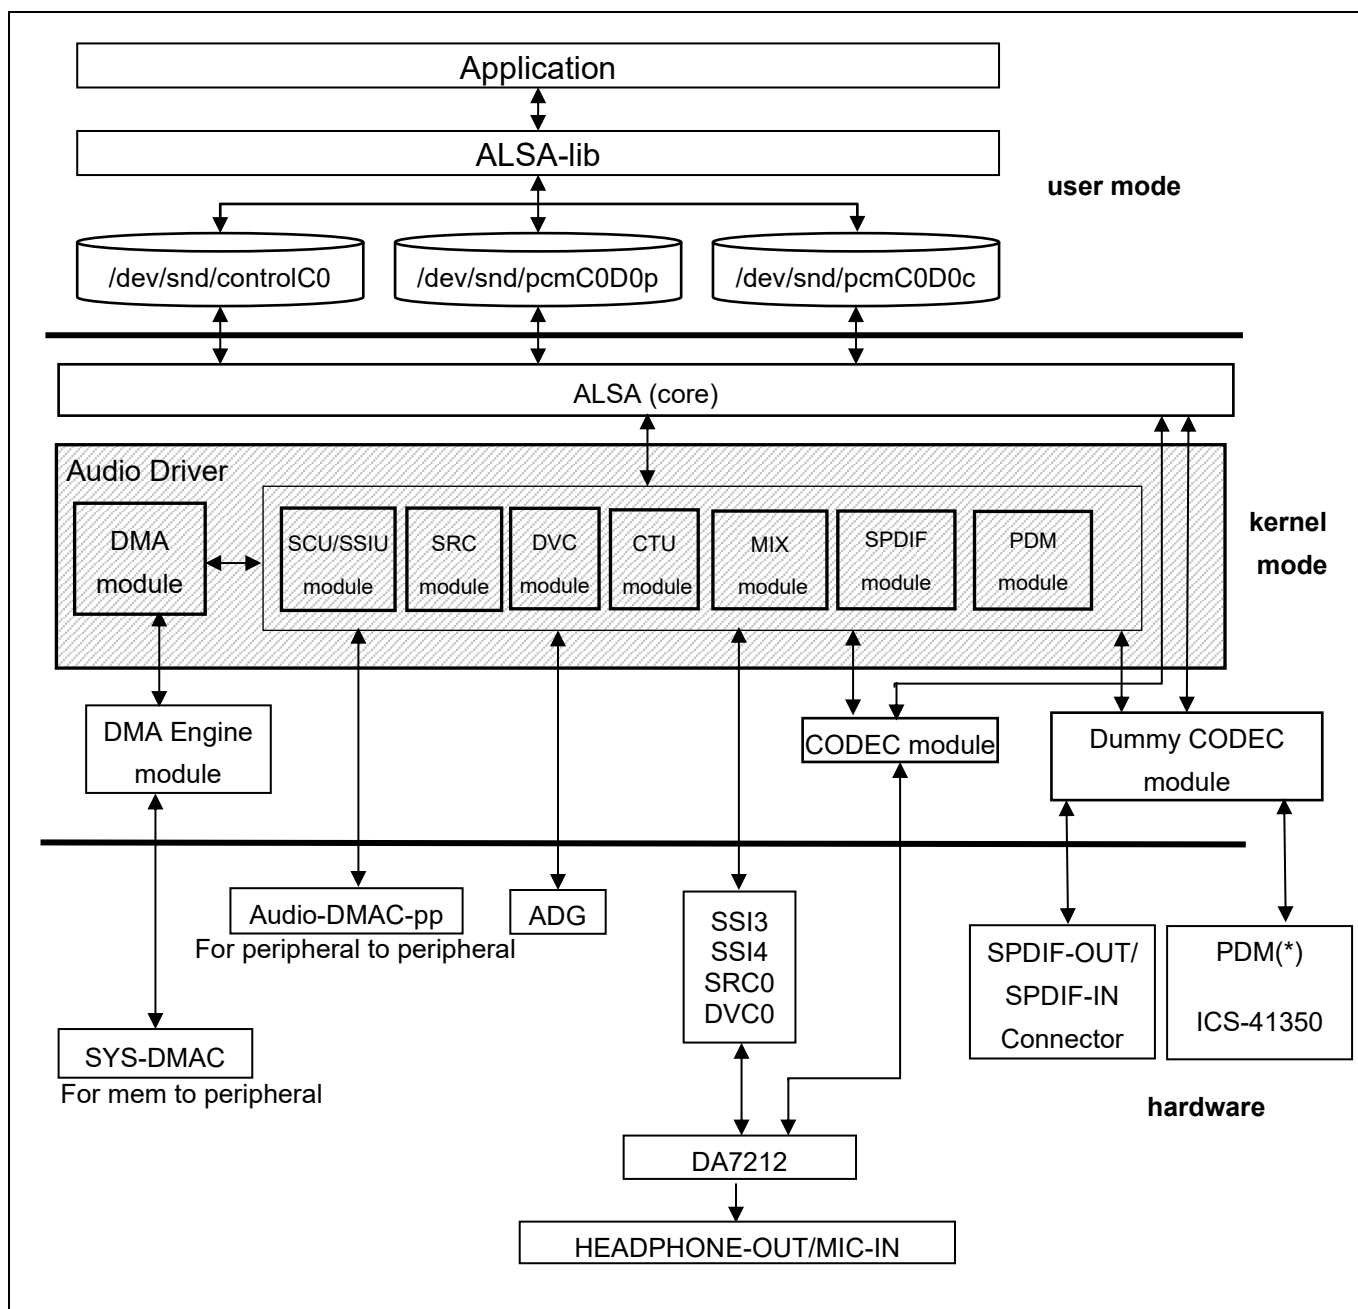 Application
ALSA-lib
user mode
/dev/snd/controlC0
/dev/snd/pcmC0D0p
/dev/snd/pcmC0D0c
ALSA (core)
Audio Driver
DMA
module
SCU/SSIU
module
SRC
module
DVC
module
CTU
module
MIX
module
SPDIF
module
PDM
module
kernel
mode
DMA Engine
module
CODEC module
Dummy CODEC
module
Audio-DMAC-pp
For peripheral to peripheral
ADG
SSI3
SSI4
SRC0
DVC0
SPDIF-OUT/
SPDIF-IN
Connector
PDM(*)
ICS-41350
SYS-DMAC
For mem to peripheral
hardware
DA7212
HEADPHONE-OUT/MIC-IN